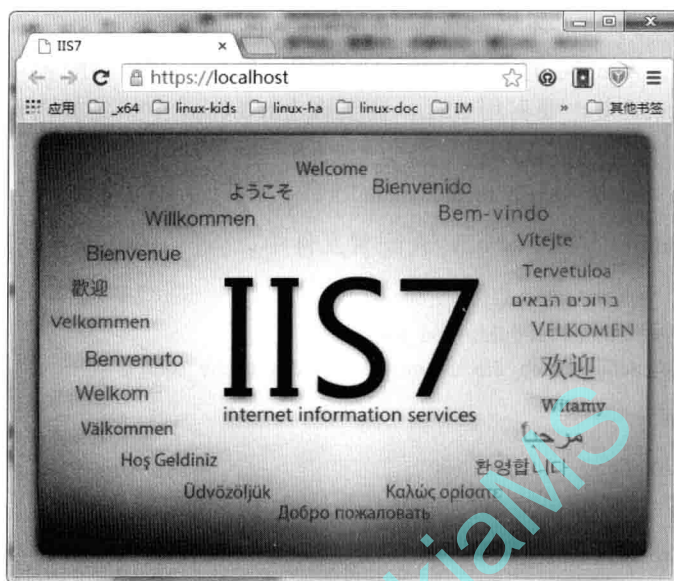 IIS7
https://localhost
应用 _x64 linux-kids linux-ha linux-doc IM » 其他书签
Welcome
ようこそ Bienvenido
Willkommen Bem-vindo
Bienvenue Vítejte
歡迎 Tervetuloa
ברוכים הבאים
Velkommen VELKOMEN
IIS7
internet information services
Benvenuto 欢迎
Welkom Witamy
Välkommen مرحباً
Hoş Geldiniz 환영합니다
Üdvözöljük Καλώς ορίσατε
Добро пожаловать
kiaMS